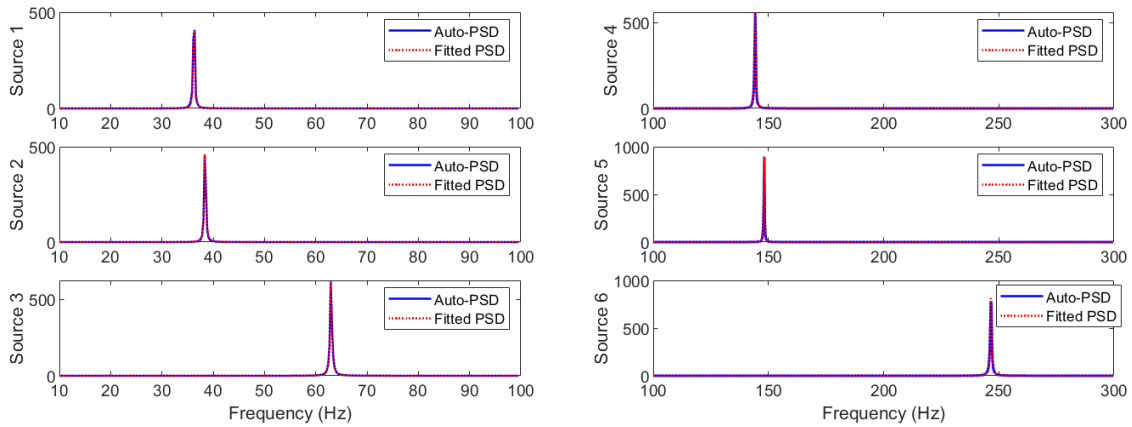 Source 1
500
0
10 20 30 40 50 60 70 80 90 100
Auto-PSD
Fitted PSD
Source 2
500
0
10 20 30 40 50 60 70 80 90 100
Auto-PSD
Fitted PSD
Source 3
500
0
10 20 30 40 50 60 70 80 90 100
Auto-PSD
Fitted PSD
Frequency (Hz)
Source 4
500
0
100 150 200 250 300
Auto-PSD
Fitted PSD
Source 5
1000
500
0
100 150 200 250 300
Auto-PSD
Fitted PSD
Source 6
1000
500
0
100 150 200 250 300
Auto-PSD
Fitted PSD
Frequency (Hz)